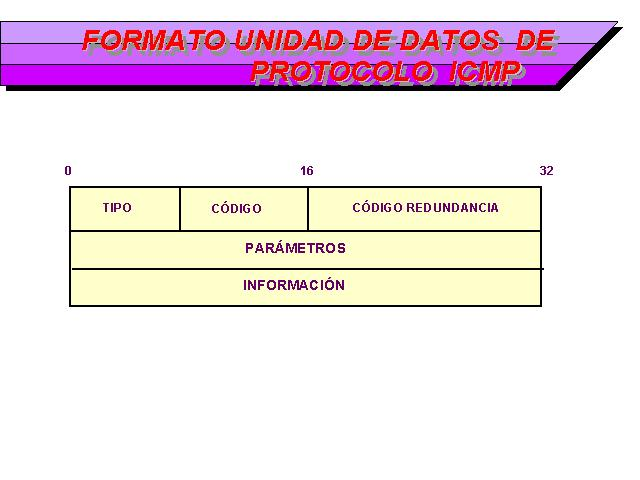 FORMATO UNIDAD DE DATOS DE
PROTOCOLO ICMP
0 16 32
TIPO CÓDIGO CÓDIGO REDUNDANCIA
PARÁMETROS
INFORMACIÓN